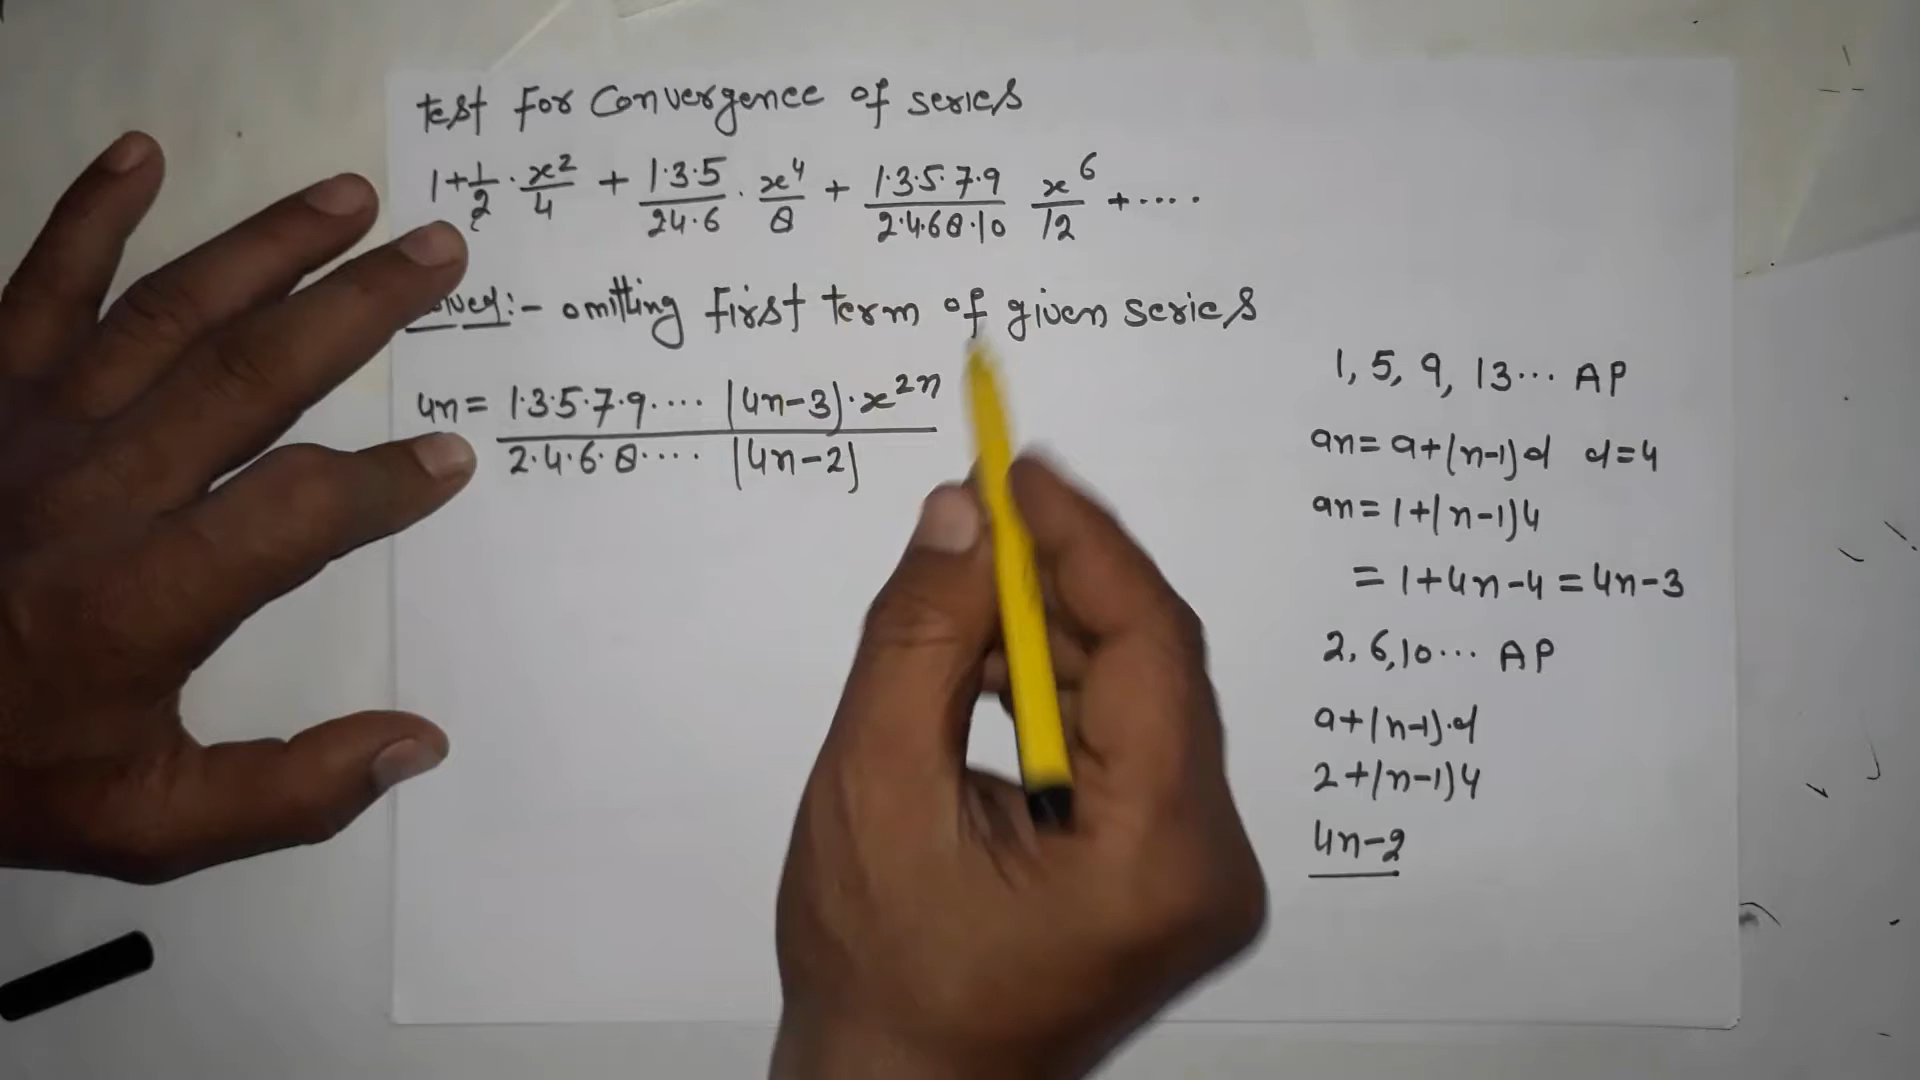 Test For Convergence of series
1 + 1/2 · x²/4 + 1·3·5/2 4·6 · x⁴/8 + 1·3·5·7·9/2·4·6 8·10 x⁶/12 + ....
:- omitting First term of given series
un = 1·3·5·7·9.... (4n-3)·x²ⁿ / 2·4·6·8.... (4n-2)
1, 5, 9, 13... AP
an = a+(n-1)d d=4
an = 1+(n-1)4
= 1+4n-4 = 4n-3
2, 6, 10... AP
a+(n-1)·d
2+(n-1)4
4n-2